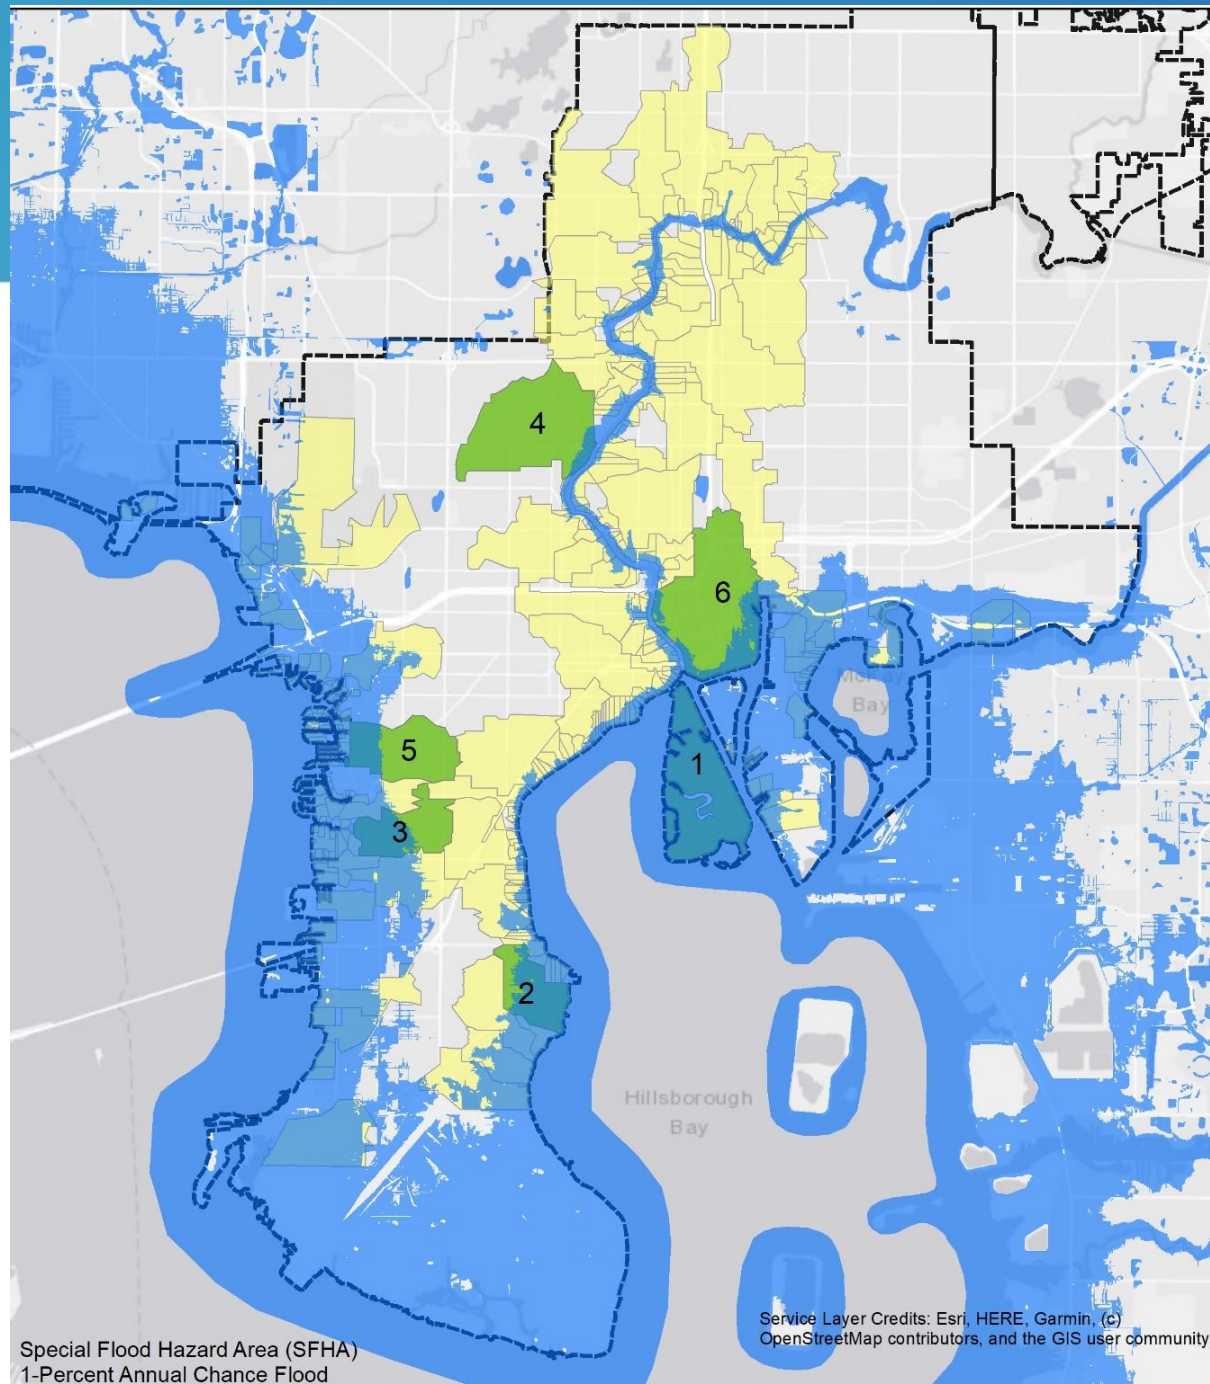 4
6
McKay
Bay
5
1
3
2
Hillsborough
Bay
Service Layer Credits: Esri, HERE, Garmin, (c)
OpenStreetMap contributors, and the GIS user community
Special Flood Hazard Area (SFHA)
1-Percent Annual Chance Flood